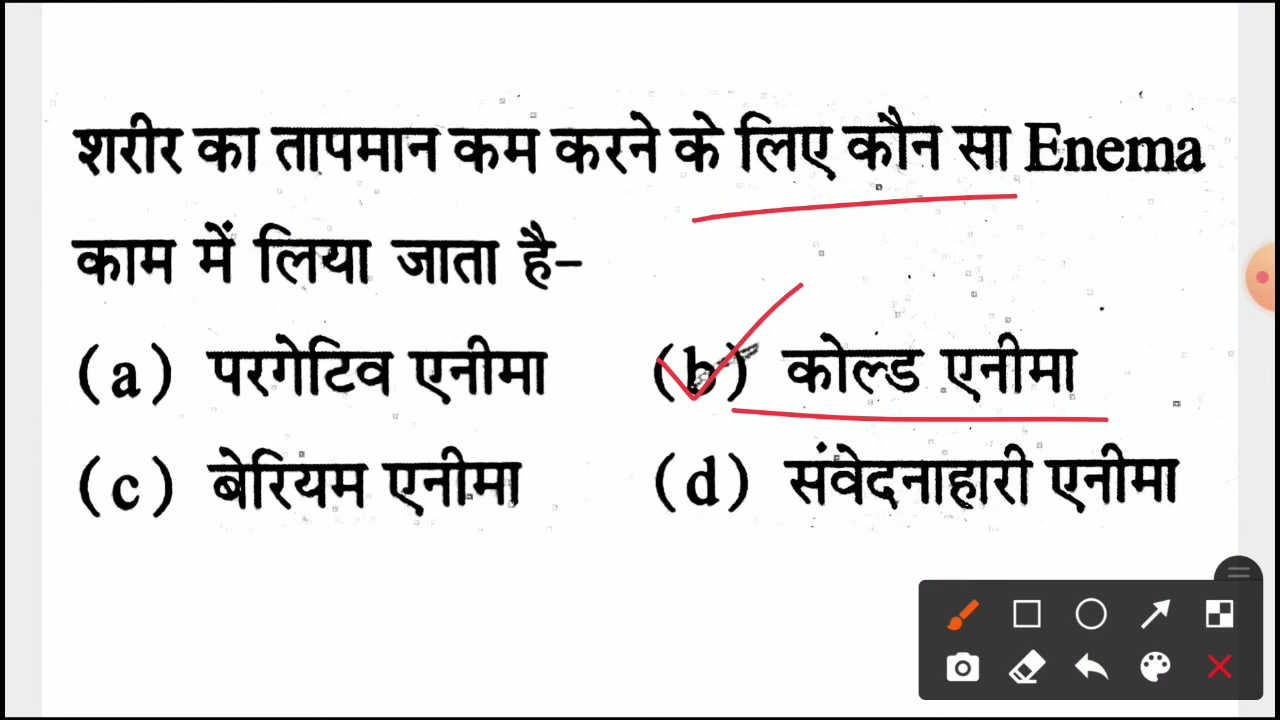 शरीर का तापमान कम करने के लिए कौन सा Enema
काम में लिया जाता है-
(a) परगेटिव एनीमा (b) कोल्ड एनीमा
(c) बेरियम एनीमा (d) संवेदनाहारी एनीमा